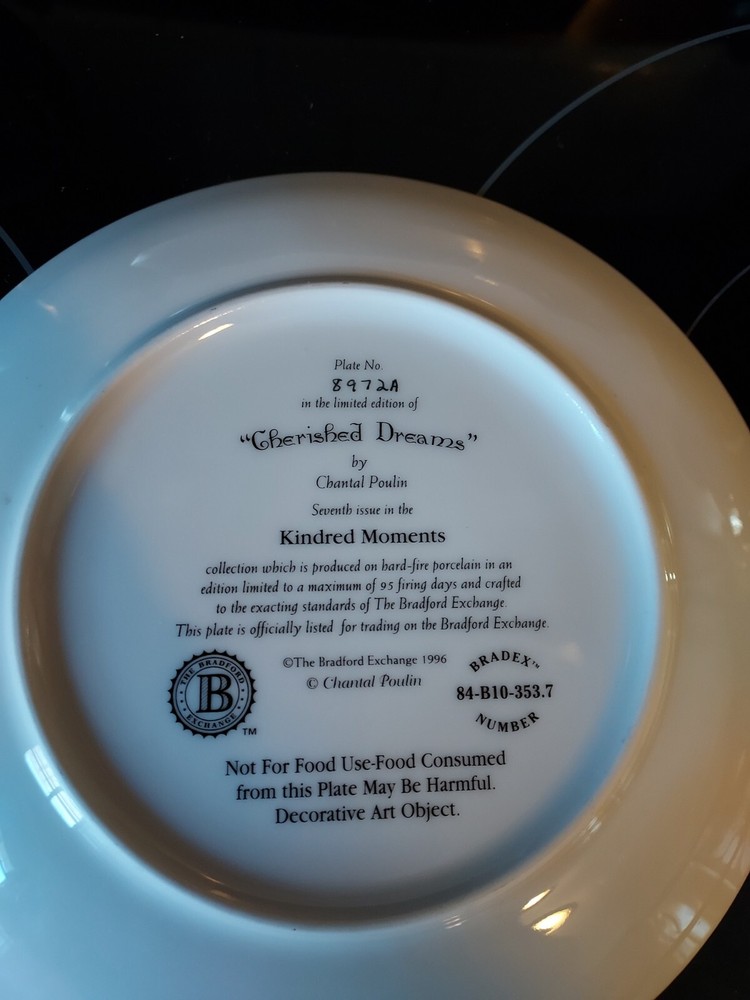 Plate No.
8972A
in the limited edition of
"Cherished Dreams"
by
Chantal Poulin
Seventh issue in the
Kindred Moments
collection which is produced on hard-fire porcelain in an
edition limited to a maximum of 95 firing days and crafted
to the exacting standards of The Bradford Exchange.
This plate is officially listed for trading on the Bradford Exchange.
THE BRADFORD
B
EXCHANGE
TM
©The Bradford Exchange 1996
© Chantal Poulin
BRADEX™
84-B10-353.7
NUMBER
Not For Food Use-Food Consumed
from this Plate May Be Harmful.
Decorative Art Object.